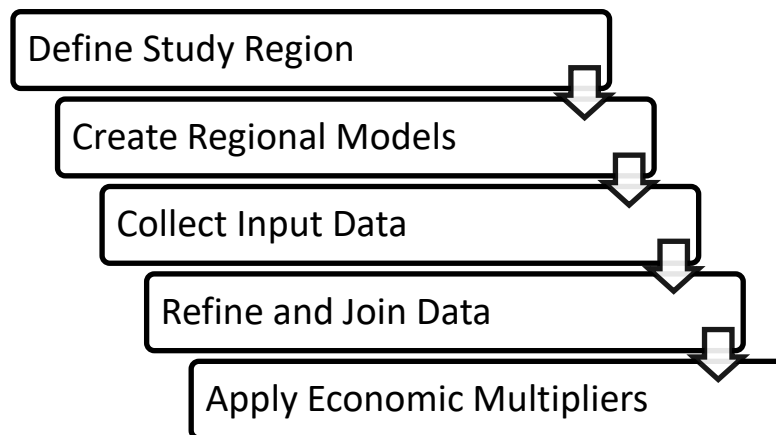 Define Study Region
Create Regional Models
Collect Input Data
Refine and Join Data
Apply Economic Multipliers